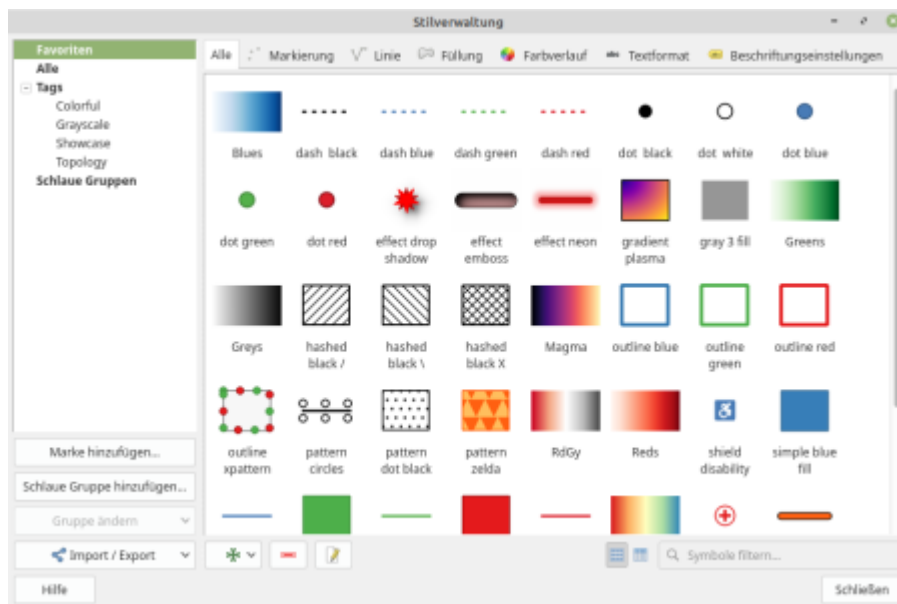 Stilverwaltung
Favoriten
Alle
Tags
Colorful
Grayscale
Showcase
Topology
Schlaue Gruppen
Marke hinzufügen...
Schlaue Gruppe hinzufügen...
Gruppe ändern
Import / Export
Hilfe
Alle Markierung Linie Füllung Farbverlauf abc Textformat Beschriftungseinstellungen
Blues dash black dash blue dash green dash red dot black dot white dot blue
dot green dot red effect drop shadow effect emboss effect neon gradient plasma gray 3 fill Greens
Greys hashed black / hashed black \ hashed black X Magma outline blue outline green outline red
outline xpattern pattern circles pattern dot black pattern zelda RdGy Reds shield disability simple blue fill
Symbole filtern...
Schließen